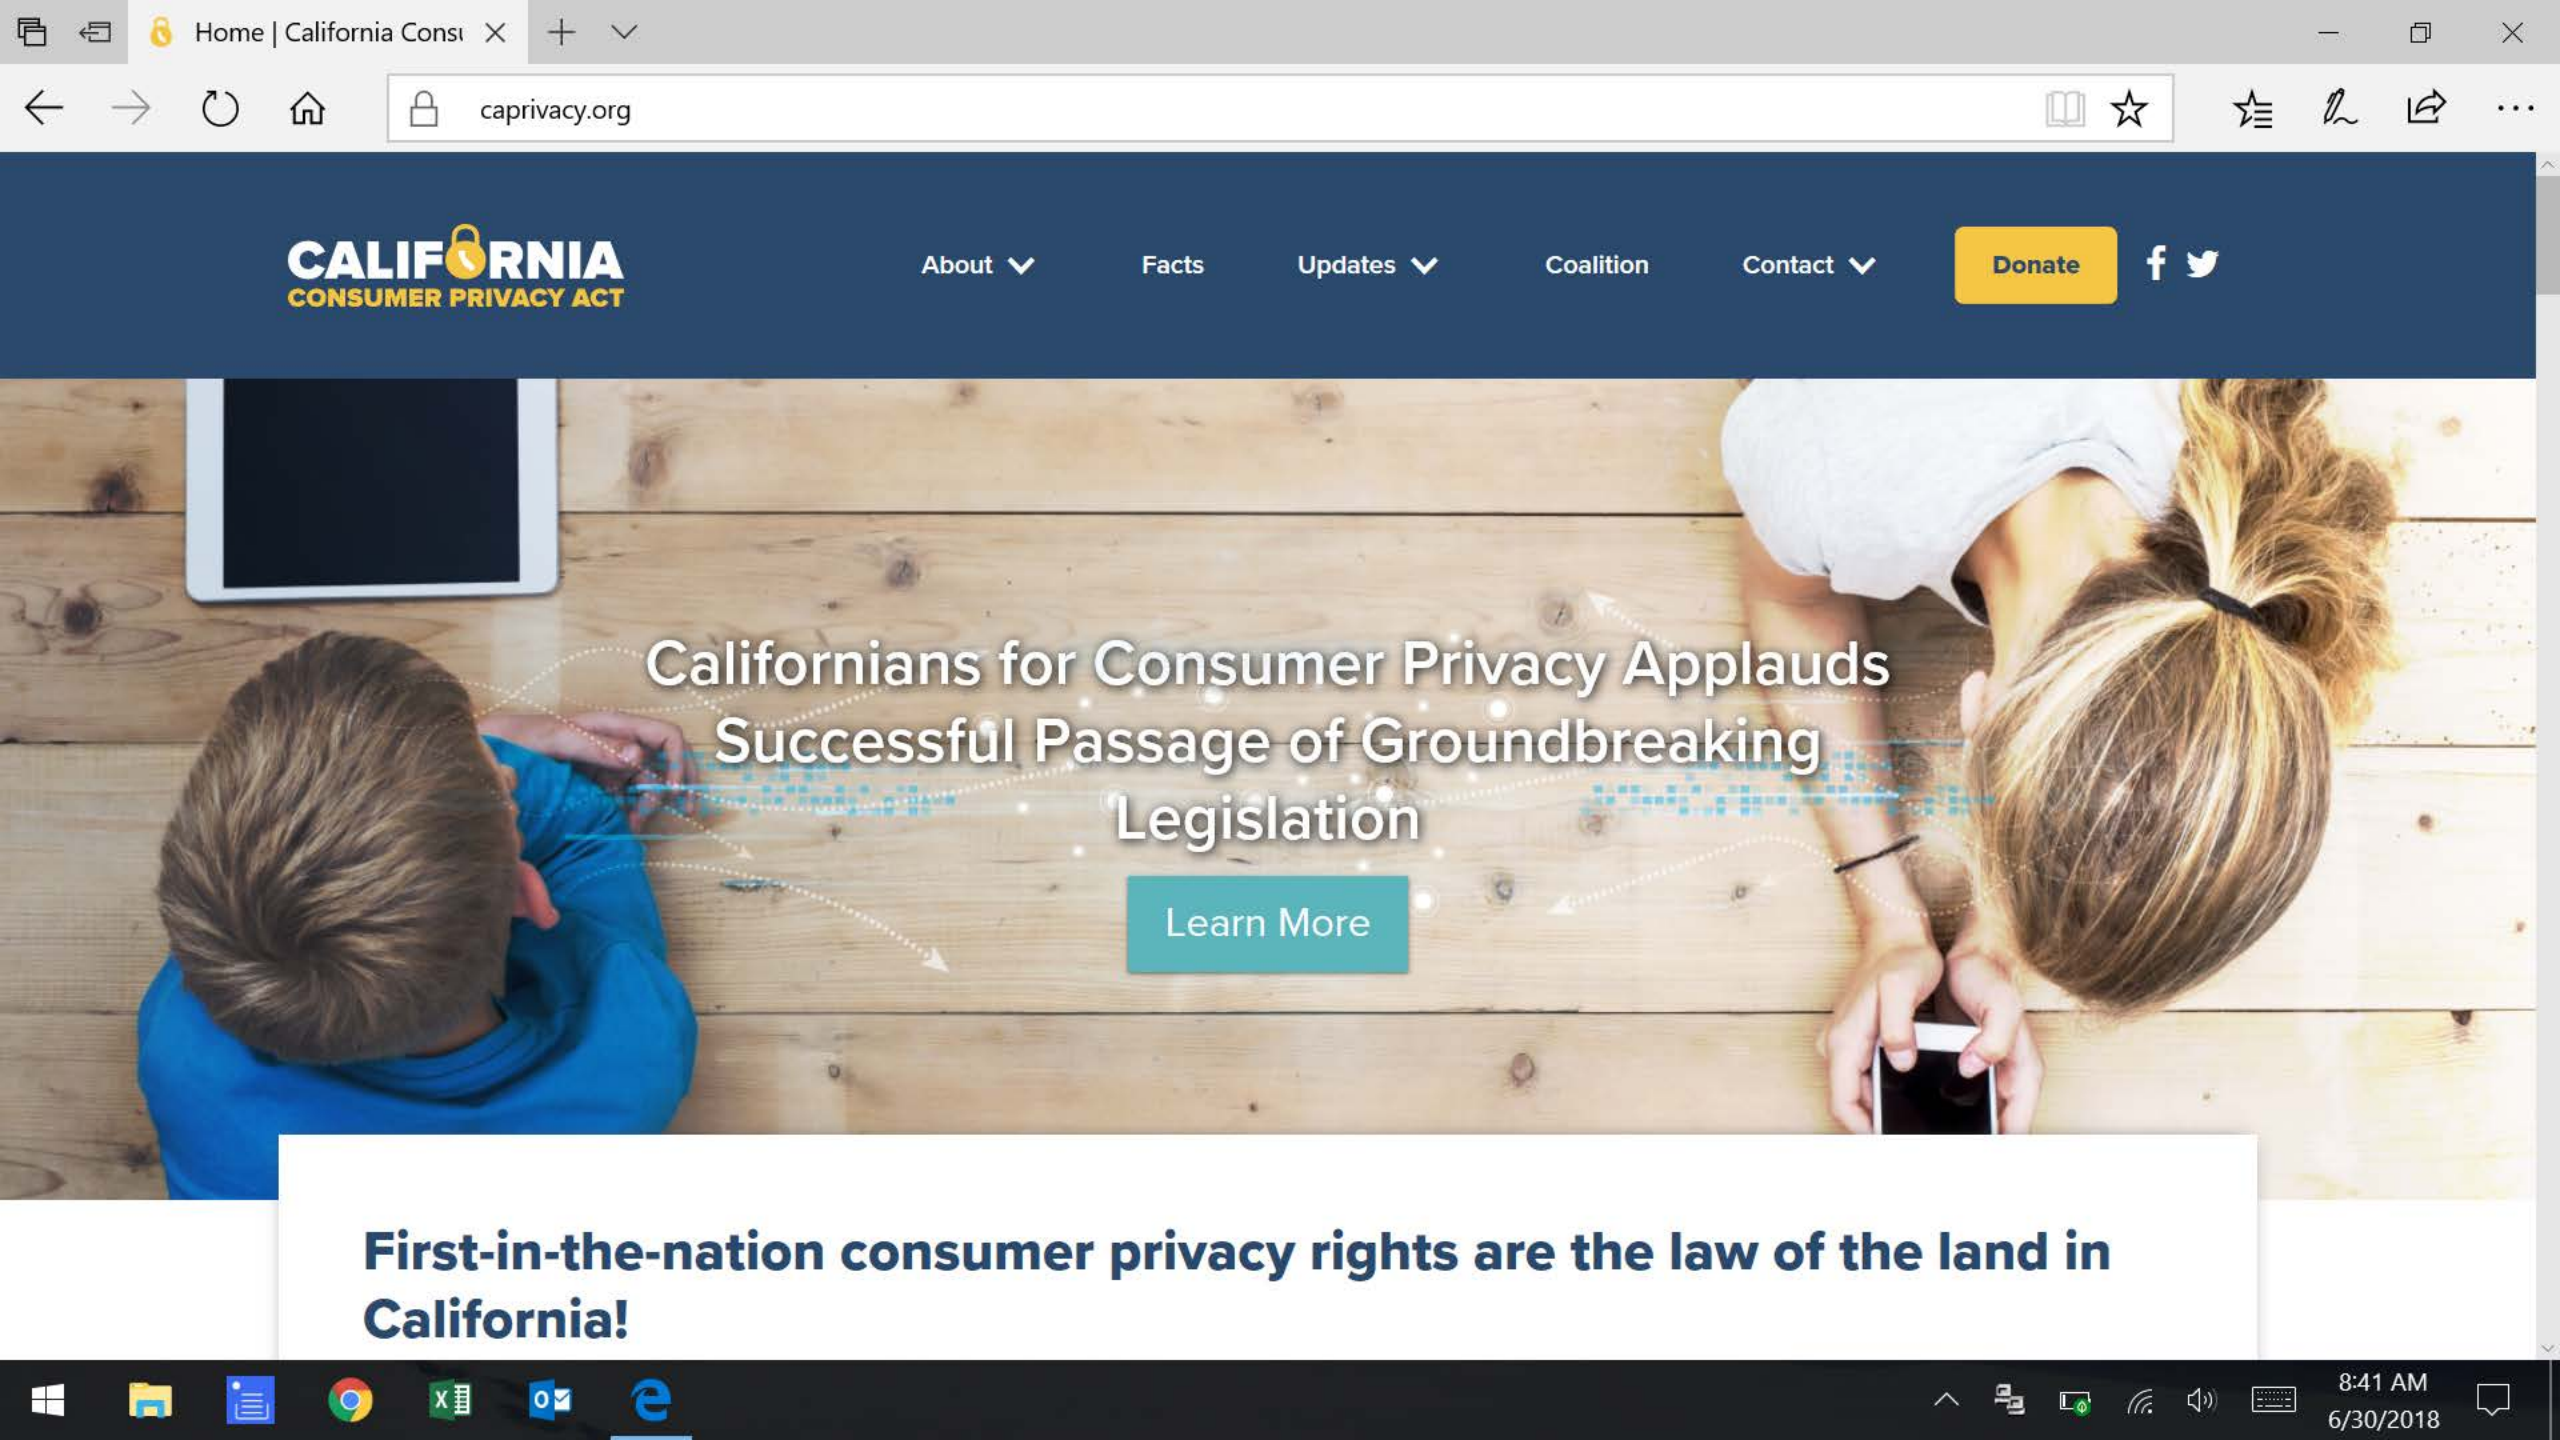 Home | California Consu
caprivacy.org
CALIFORNIA
CONSUMER PRIVACY ACT
About
Facts
Updates
Coalition
Contact
Donate
Californians for Consumer Privacy Applauds
Successful Passage of Groundbreaking
Legislation
Learn More
First-in-the-nation consumer privacy rights are the law of the land in
California!
8:41 AM
6/30/2018